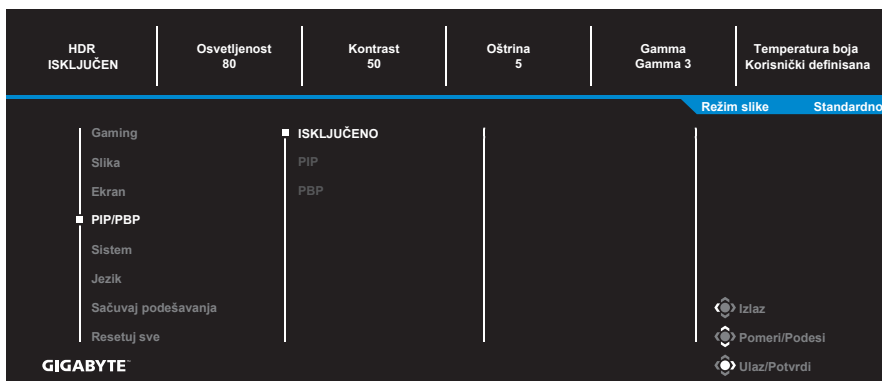 HDR
ISKLJUČEN
Osvetljenost
80
Kontrast
50
Oštrina
5
Gamma
Gamma 3
Temperatura boja
Korisnički definisana
Režim slike Standardno
Gaming
Slika
Ekran
PIP/PBP
Sistem
Jezik
Sačuvaj podešavanja
Resetuj sve
ISKLJUČENO
PIP
PBP
Izlaz
Pomeri/Podesi
Ulaz/Potvrdi
GIGABYTE™